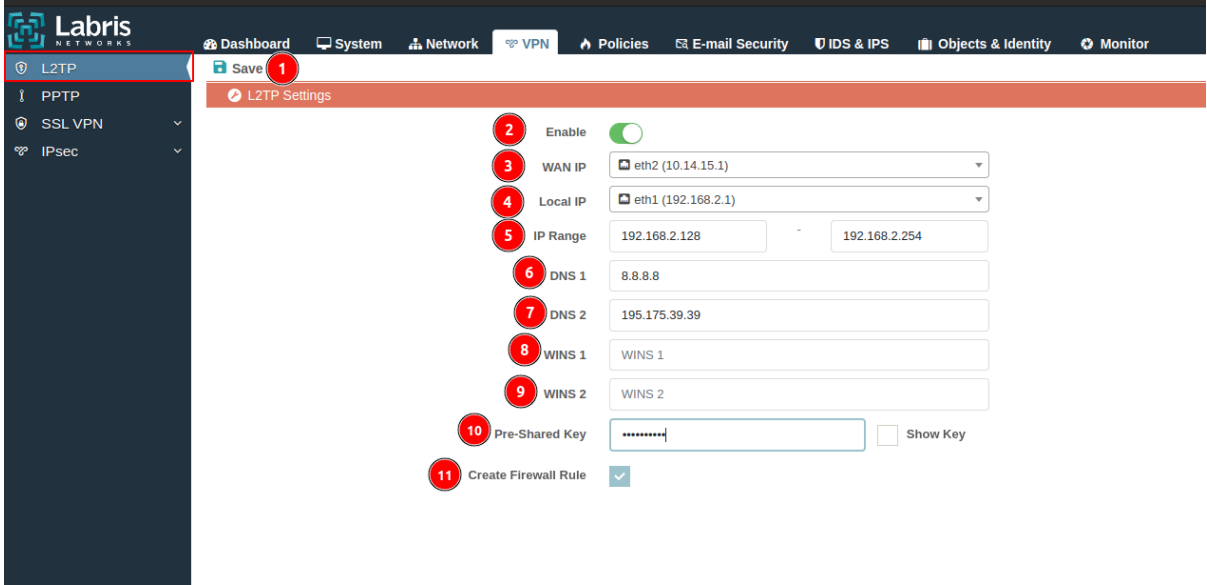 Labris
NETWORKS
Dashboard System Network VPN Policies E-mail Security IDS & IPS Objects & Identity Monitor
L2TP
PPTP
SSL VPN
IPsec
Save 1
L2TP Settings
2 Enable
3 WAN IP eth2 (10.14.15.1)
4 Local IP eth1 (192.168.2.1)
5 IP Range 192.168.2.128 - 192.168.2.254
6 DNS 1 8.8.8.8
7 DNS 2 195.175.39.39
8 WINS 1 WINS 1
9 WINS 2 WINS 2
10 Pre-Shared Key •••••••••• Show Key
11 Create Firewall Rule